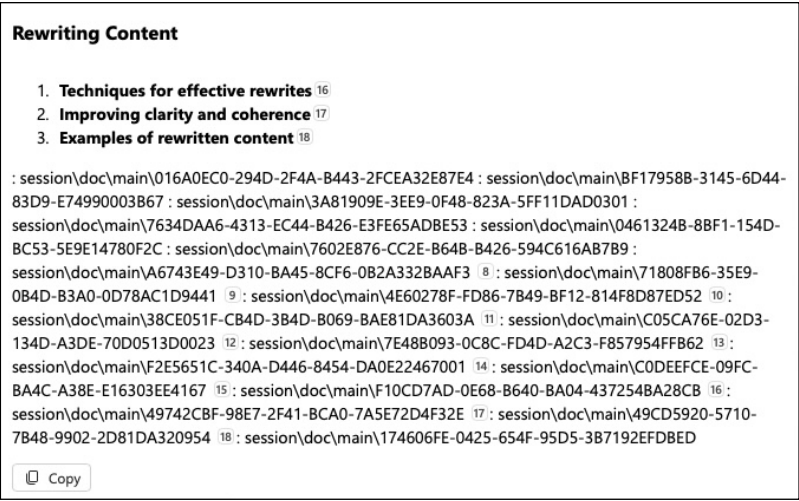 Rewriting Content
1. Techniques for effective rewrites 16
2. Improving clarity and coherence 17
3. Examples of rewritten content 18
: session\doc\main\016A0EC0-294D-2F4A-B443-2FCEA32E87E4 : session\doc\main\BF17958B-3145-6D44-
83D9-E74990003B67 : session\doc\main\3A81909E-3EE9-0F48-823A-5FF11DAD0301 :
session\doc\main\7634DAA6-4313-EC44-B426-E3FE65ADBE53 : session\doc\main\0461324B-8BF1-154D-
BC53-5E9E14780F2C : session\doc\main\7602E876-CC2E-B64B-B426-594C616AB7B9 :
session\doc\main\A6743E49-D310-BA45-8CF6-0B2A332BAAF3 8 : session\doc\main\71808FB6-35E9-
0B4D-B3A0-0D78AC1D9441 9 : session\doc\main\4E60278F-FD86-7B49-BF12-814F8D87ED52 10 :
session\doc\main\38CE051F-CB4D-3B4D-B069-BAE81DA3603A 11 : session\doc\main\C05CA76E-02D3-
134D-A3DE-70D0513D0023 12 : session\doc\main\7E48B093-0C8C-FD4D-A2C3-F857954FFB62 13 :
session\doc\main\F2E5651C-340A-D446-8454-DA0E22467001 14 : session\doc\main\C0DEEFCE-09FC-
BA4C-A38E-E16303EE4167 15 : session\doc\main\F10CD7AD-0E68-B640-BA04-437254BA28CB 16 :
session\doc\main\49742CBF-98E7-2F41-BCA0-7A5E72D4F32E 17 : session\doc\main\49CD5920-5710-
7B48-9902-2D81DA320954 18 : session\doc\main\174606FE-0425-654F-95D5-3B7192EFDBED
Copy